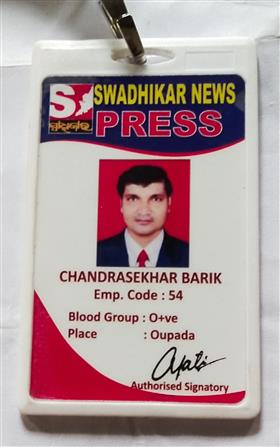 S SWADHIKAR NEWS
PRESS
CHANDRASEKHAR BARIK
Emp. Code : 54
Blood Group : O+ve
Place : Oupada
Authorised Signatory